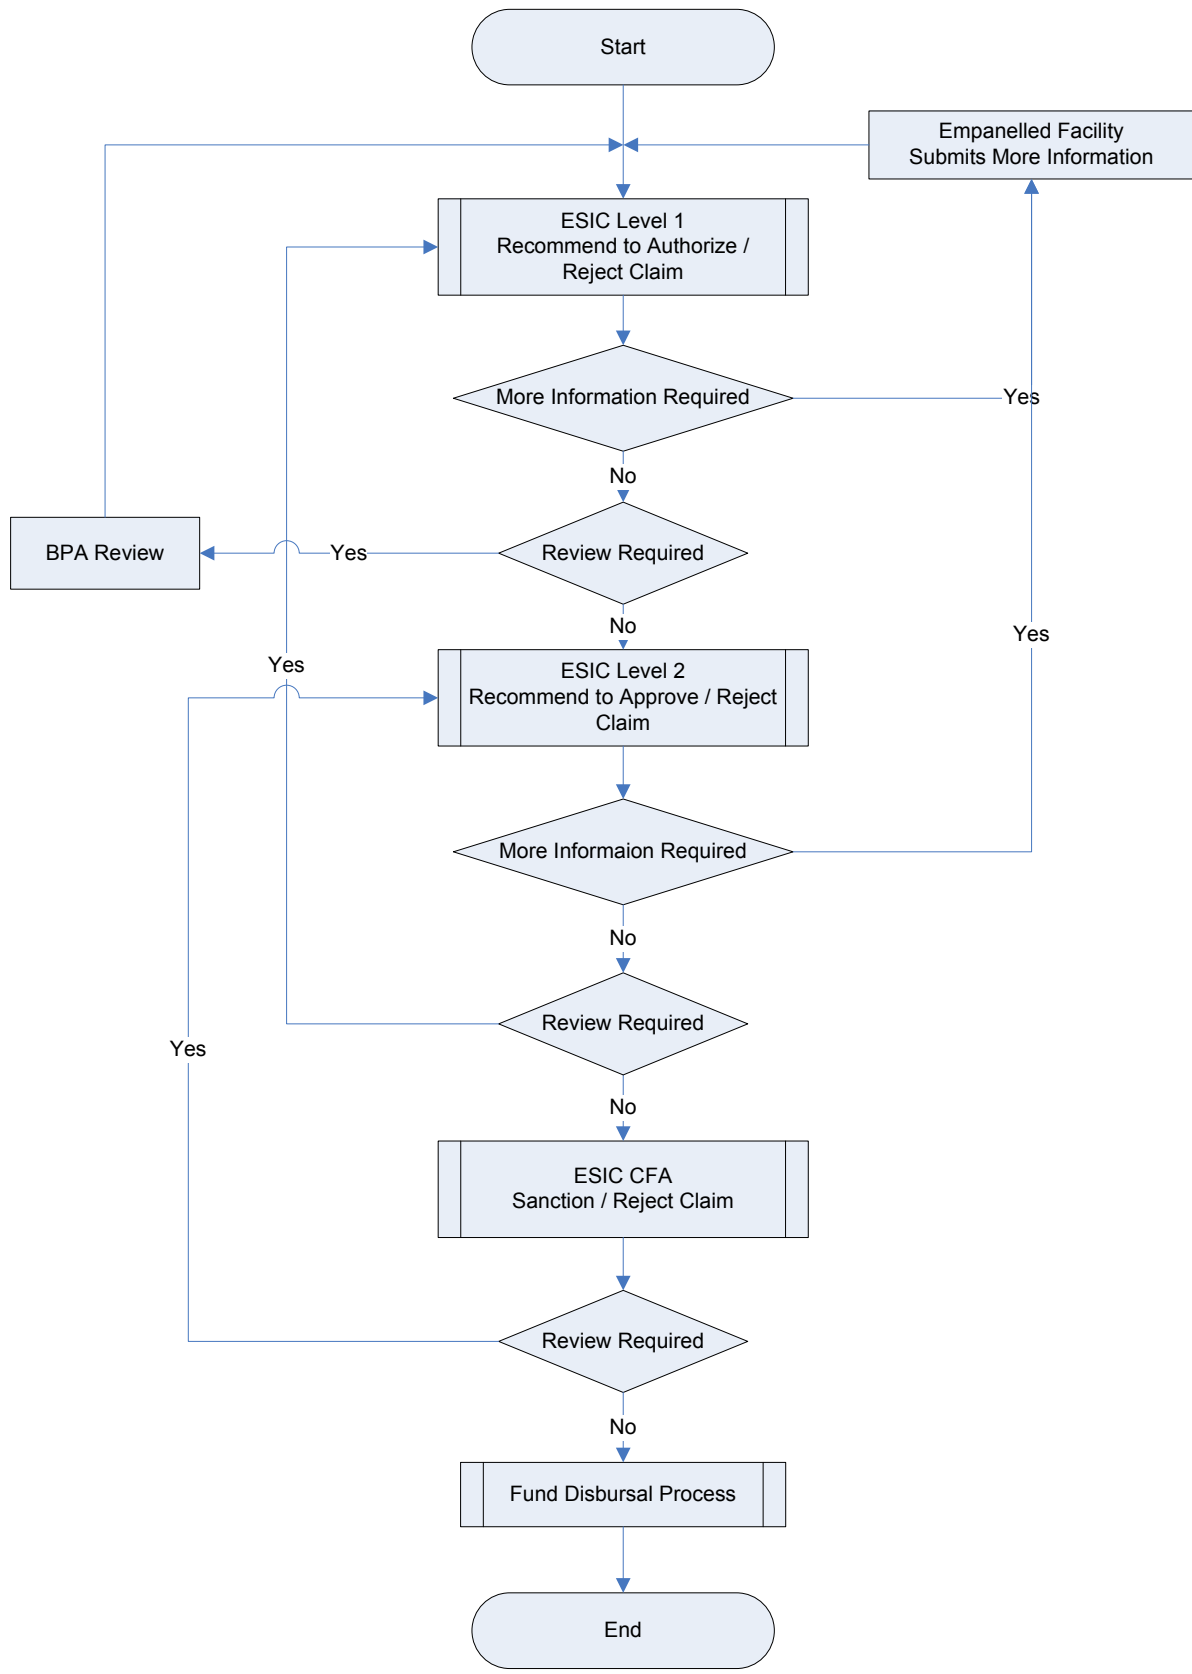 Start
Empanelled Facility
Submits More Information
ESIC Level 1
Recommend to Authorize /
Reject Claim
More Information Required
Yes
No
BPA Review
Yes
Review Required
No
Yes
Yes
ESIC Level 2
Recommend to Approve / Reject
Claim
More Informaion Required
No
Review Required
Yes
No
ESIC CFA
Sanction / Reject Claim
Review Required
No
Fund Disbursal Process
End